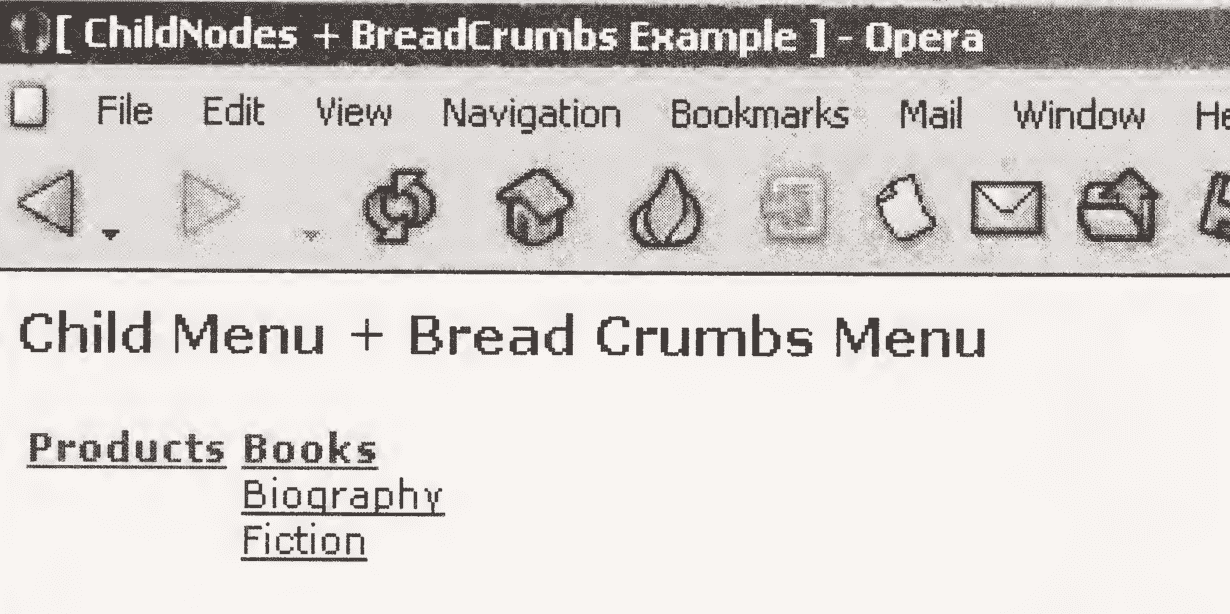 [ ChildNodes + BreadCrumbs Example ] - Opera
File Edit View Navigation Bookmarks Mail Window
Child Menu + Bread Crumbs Menu
Products Books
Biography
Fiction